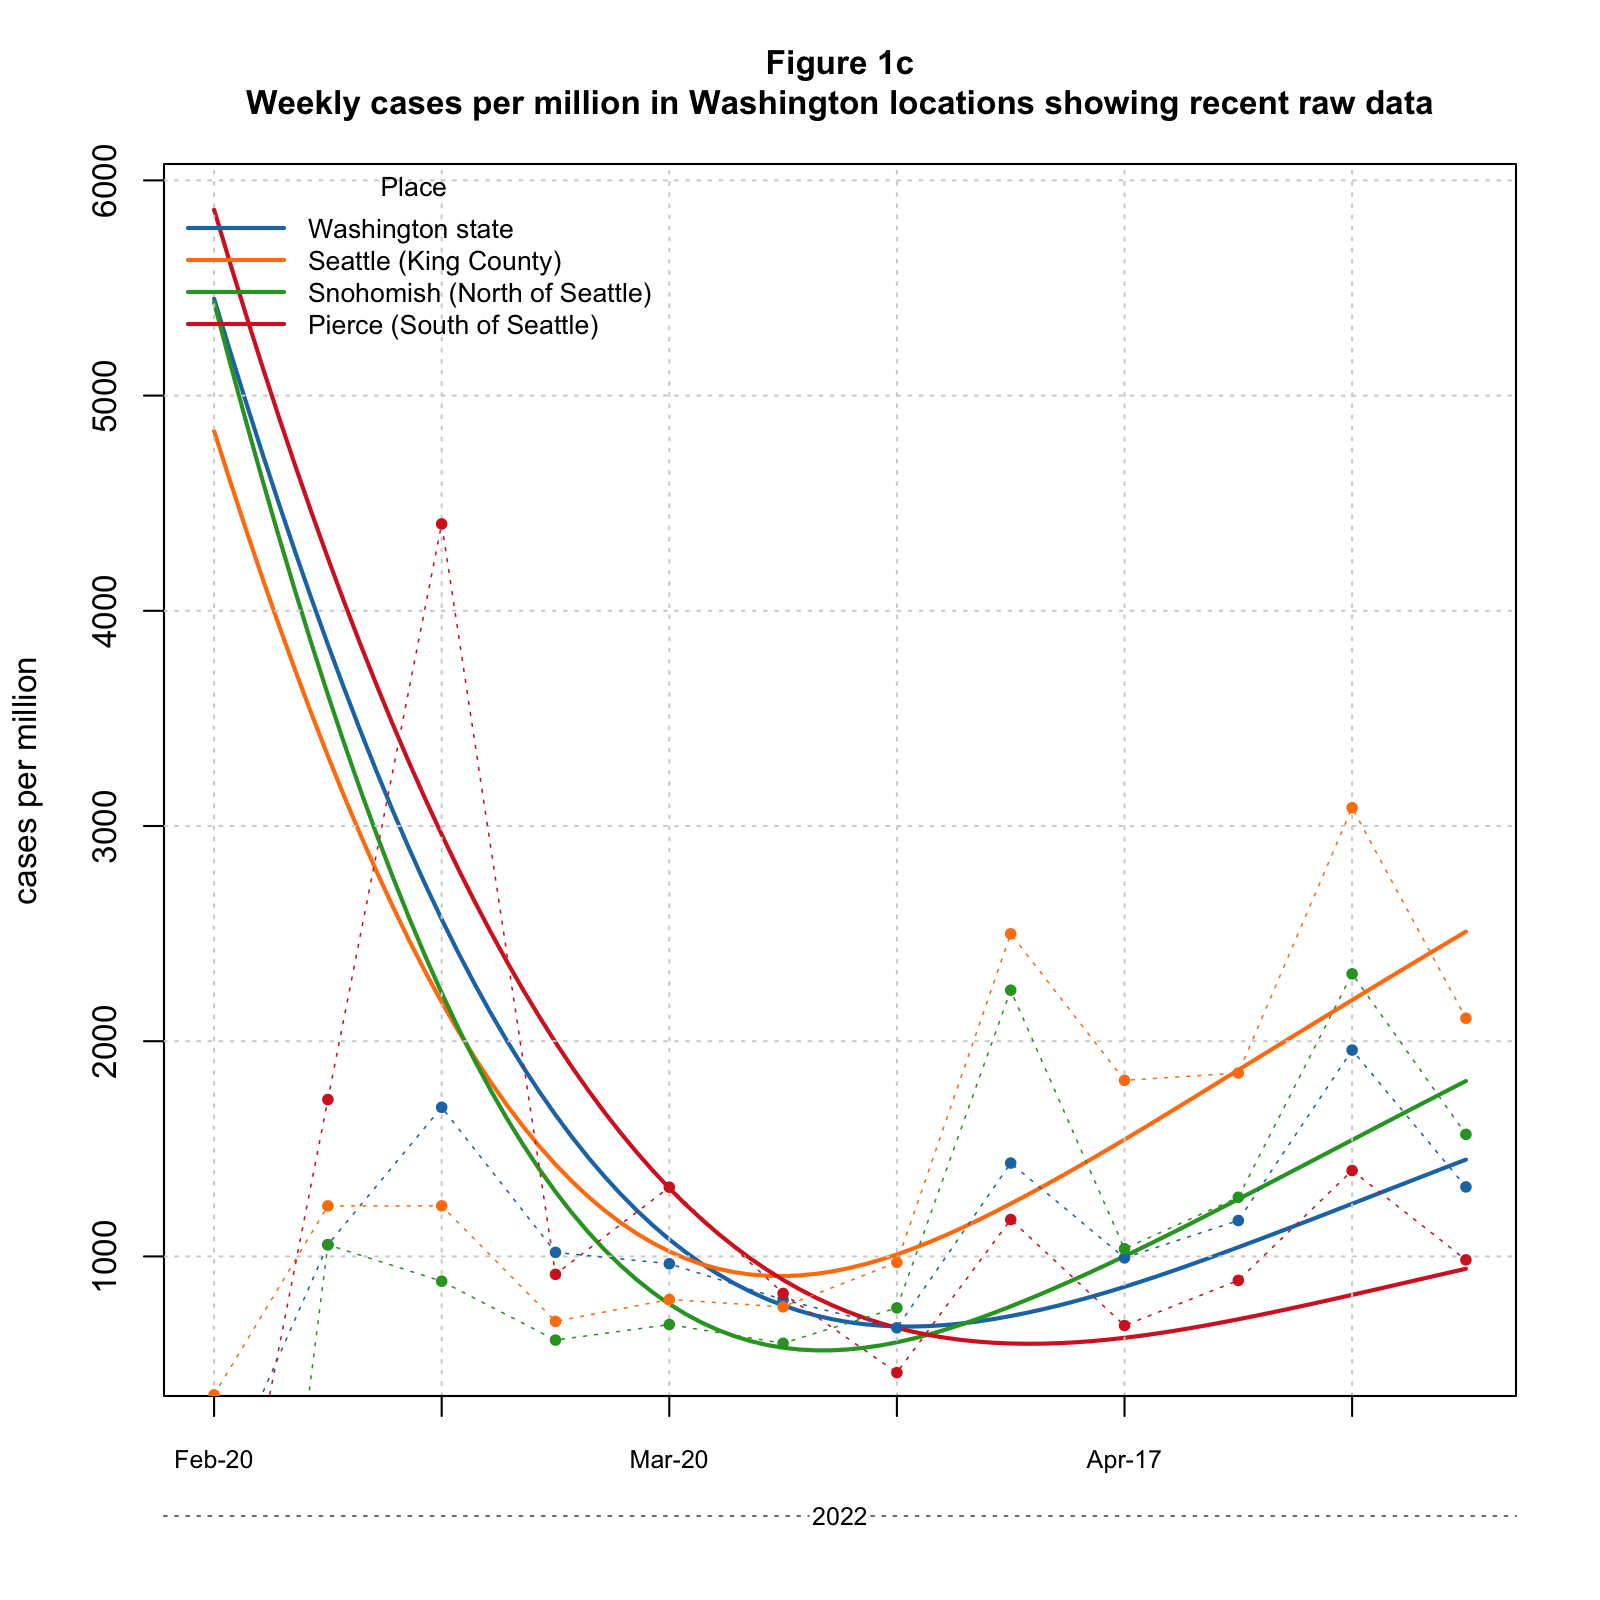 Figure 1c
Weekly cases per million in Washington locations showing recent raw data
6000
5000
4000
3000
2000
1000
cases per million
Place
Washington state
Seattle (King County)
Snohomish (North of Seattle)
Pierce (South of Seattle)
Feb-20
Mar-20
Apr-17
2022